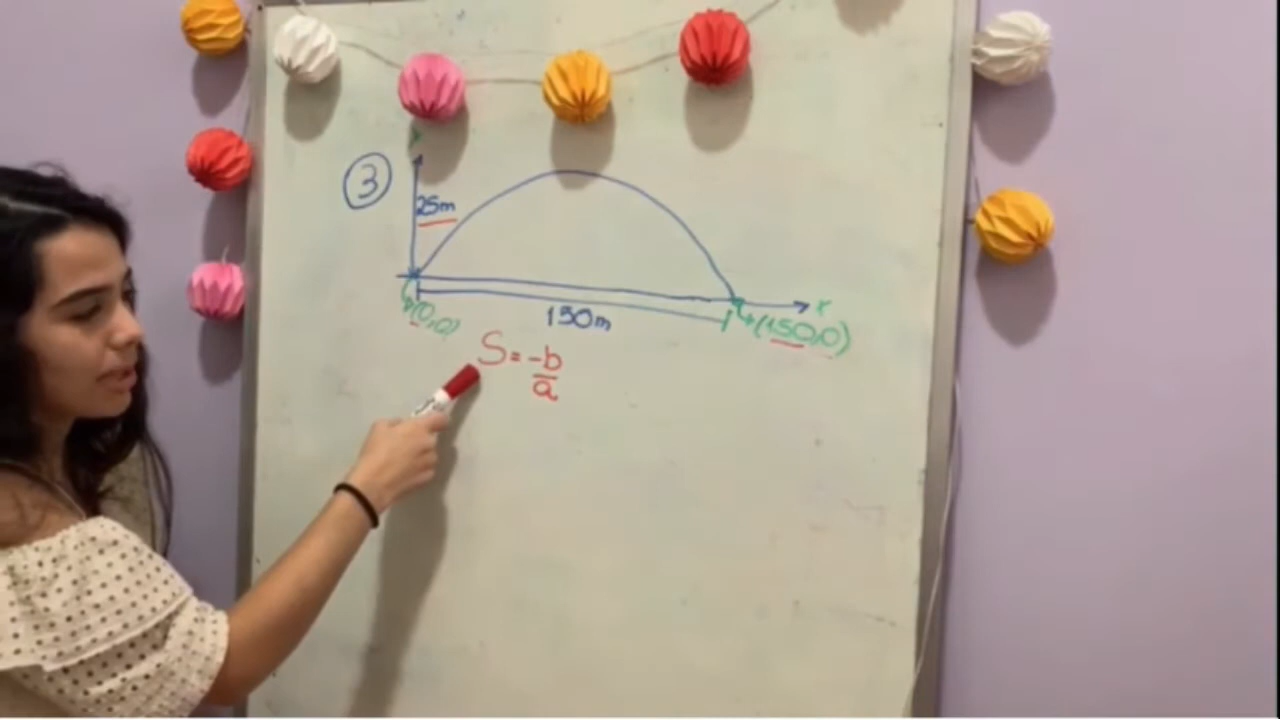 y
3
25m
x
(0,0)
150m
(150,0)
S = -b/a